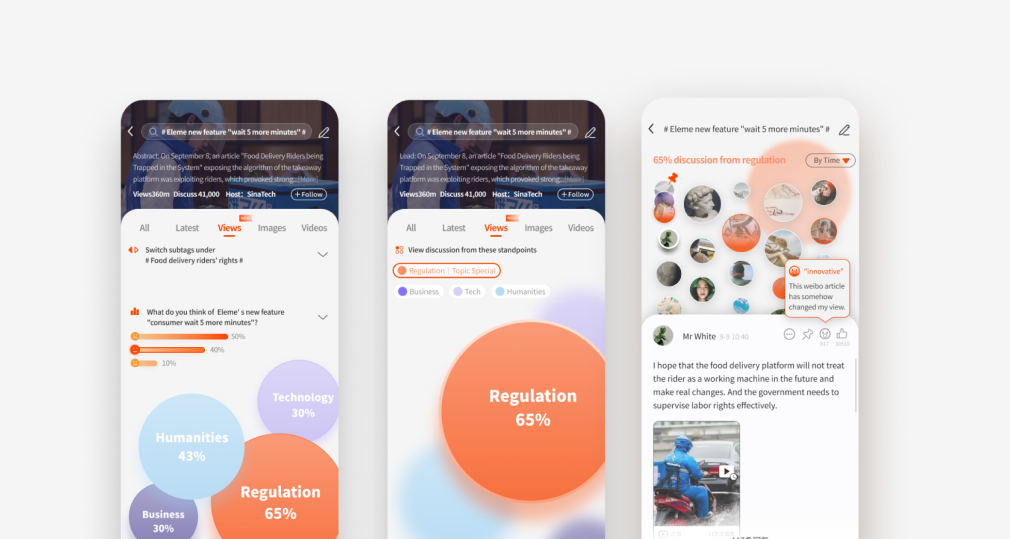 # Eleme new feature "wait 5 more minutes" #
Abstract: On September 8, an article "Food Delivery Riders being
Trapped in the System" exposing the algorithm of the takeaway
platform was exploiting riders, which provoked strong...
Views360m Discuss 41,000 Host: SinaTech
+ Follow
All Latest Views Images Videos
Switch subtags under
# Food delivery riders' rights #
What do you think of Eleme' s new feature
"consumer wait 5 more minutes"?
50%
40%
10%
Technology
30%
Humanities
43%
Regulation
65%
Business
30%
# Eleme new feature "wait 5 more minutes" #
Lead: On September 8, an article "Food Delivery Riders being
Trapped in the System" exposing the algorithm of the takeaway
platform was exploiting riders, which provoked strong...
Views360m Discuss 41,000 Host: SinaTech
+ Follow
All Latest Views Images Videos
View discussion from these standpoints
Regulation | Topic Special
Business Tech Humanities
Regulation
65%
# Eleme new feature "wait 5 more minutes" #
65% discussion from regulation
By Time
"innovative"
This weibo article
has somehow
changed my view.
Mr White 9-9 10:40
I hope that the food delivery platform will not treat
the rider as a working machine in the future and
make real changes. And the government needs to
supervise labor rights effectively.